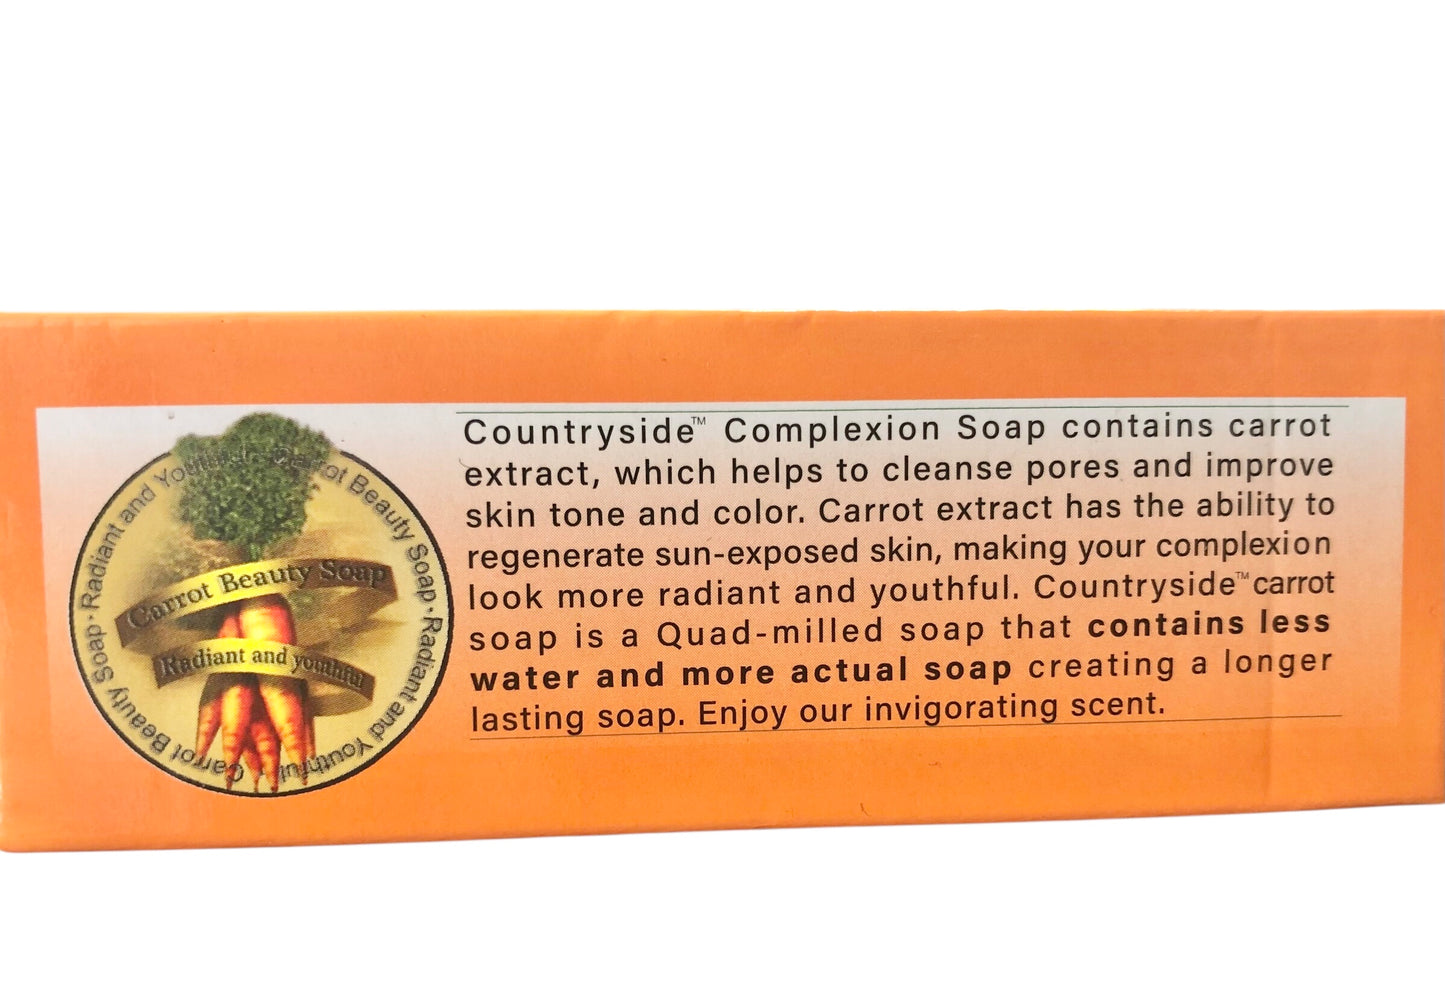 Radiant and Youthful · Carrot Beauty Soap · Radiant and Youthful · Carrot Beauty Soap ·
Carrot Beauty Soap
Radiant and youthful
Countryside™ Complexion Soap contains carrot
extract, which helps to cleanse pores and improve
skin tone and color. Carrot extract has the ability to
regenerate sun-exposed skin, making your complexion
look more radiant and youthful. Countryside™ carrot
soap is a Quad-milled soap that contains less
water and more actual soap creating a longer
lasting soap. Enjoy our invigorating scent.